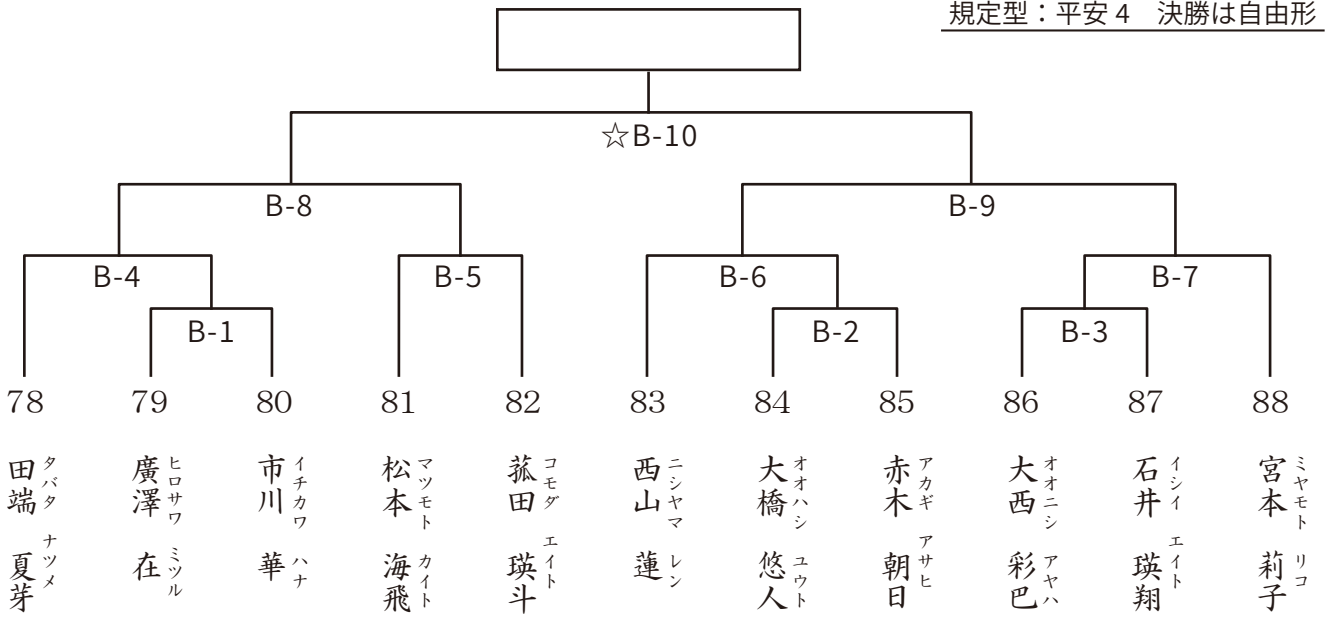 規定型：平安4　決勝は自由形
☆B-10
B-8
B-9
B-4
B-5
B-6
B-7
B-1
B-2
B-3
78 79 80 81 82 83 84 85 86 87 88
田端 夏芽
タバタ ナツメ
廣澤 在
ヒロサワ ミツル
市川 華
イチカワ ハナ
松本 海飛
マツモト カイト
菰田 瑛斗
コモダ エイト
西山 蓮
ニシヤマ レン
大橋 悠人
オオハシ ユウト
赤木 朝日
アカギ アサヒ
大西 彩巴
オオニシ アヤハ
石井 瑛翔
イシイ エイト
宮本 莉子
ミヤモト リコ